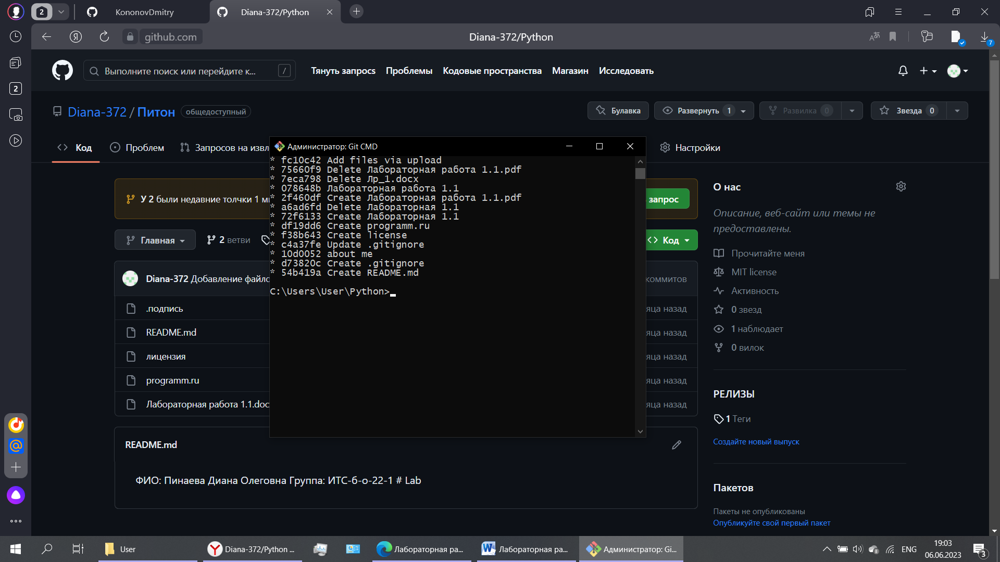 2
KononovDmitry
Diana-372/Python
github.com
Diana-372/Python
7
Выполните поиск или перейдите к...
/
Тянуть запрос
Проблемы
Кодовые пространства
Магазин
Исследовать
2
Diana-372 / Питон
общедоступный
Булавка
Развернуть 1
Развилка 0
Звезда 0
Код
Проблем
Запросов на извл
Настройки
Администратор: Git CMD
* fc10c42 Add files via upload
* 75660f9 Delete Лабораторная работа 1.1.pdf
* 7eca798 Delete Лр_1.docx
* 078648b Лабораторная работа 1.1
* 2f460df Create Лабораторная работа 1.1.pdf
* a6ad6fd Delete Лабораторная 1.1
* 72f6133 Create Лабораторная 1.1
* df19dd6 Create programm.ru
* f38b643 Create license
* c4a37fe Update .gitignore
* 10d0052 about me
* d73820c Create .gitignore
* 54b419a Create README.md
C:\Users\User\Python>
У 2 были недавние толчки 1 м
запрос
Главная
2 ветви
Код
Diana-372 Добавление файло
коммитов
.подпись
яца назад
README.md
яца назад
лицензия
яца назад
programm.ru
яца назад
Лабораторная работа 1.1.doc
яца назад
README.md
ФИО: Пинаева Диана Олеговна Группа: ИТС-б-о-22-1 # Lab
О нас
Описание, веб-сайт или темы не
предоставлены.
Прочитайте меня
MIT license
Активность
0 звезд
1 наблюдает
0 вилок
РЕЛИЗЫ
1 Теги
Создайте новый выпуск
Пакетов
Пакеты не опубликованы
Опубликуйте свой первый пакет
User
Diana-372/Python ...
Лабораторная ра...
Лабораторная ра...
Администратор: Gi...
ENG
19:03
06.06.2023
3